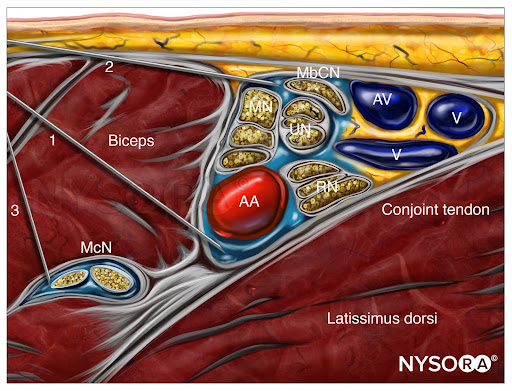 2
MbCN
MN
AV
V
1
Biceps
UN
V
3
AA
RN
Conjoint tendon
McN
Latissimus dorsi
NYSORA©